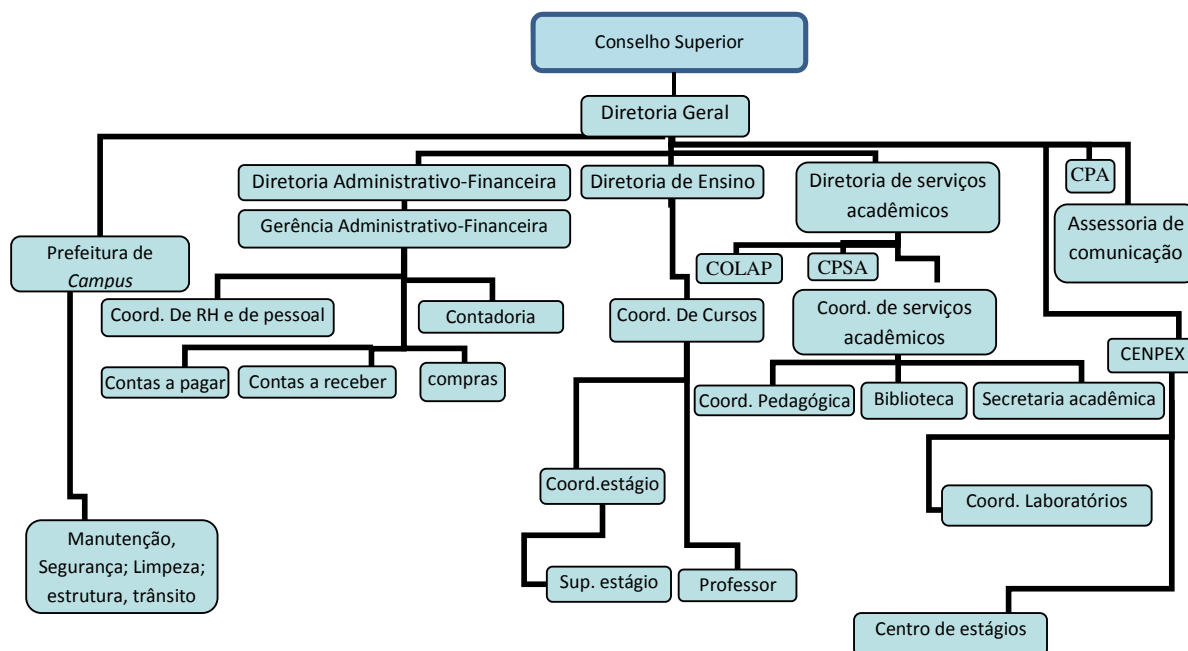 Conselho Superior
Diretoria Geral
Diretoria Administrativo-Financeira
Diretoria de Ensino
Diretoria de serviços
acadêmicos
CPA
Gerência Administrativo-Financeira
Assessoria de
comunicação
Prefeitura de
Campus
COLAP
CPSA
Coord. De RH e de pessoal
Contadoria
Coord. De Cursos
Coord. de serviços
acadêmicos
CENPEX
Contas a pagar
Contas a receber
compras
Coord. Pedagógica
Biblioteca
Secretaria acadêmica
Coord.estágio
Coord. Laboratórios
Manutenção,
Segurança; Limpeza;
estrutura, trânsito
Sup. estágio
Professor
Centro de estágios